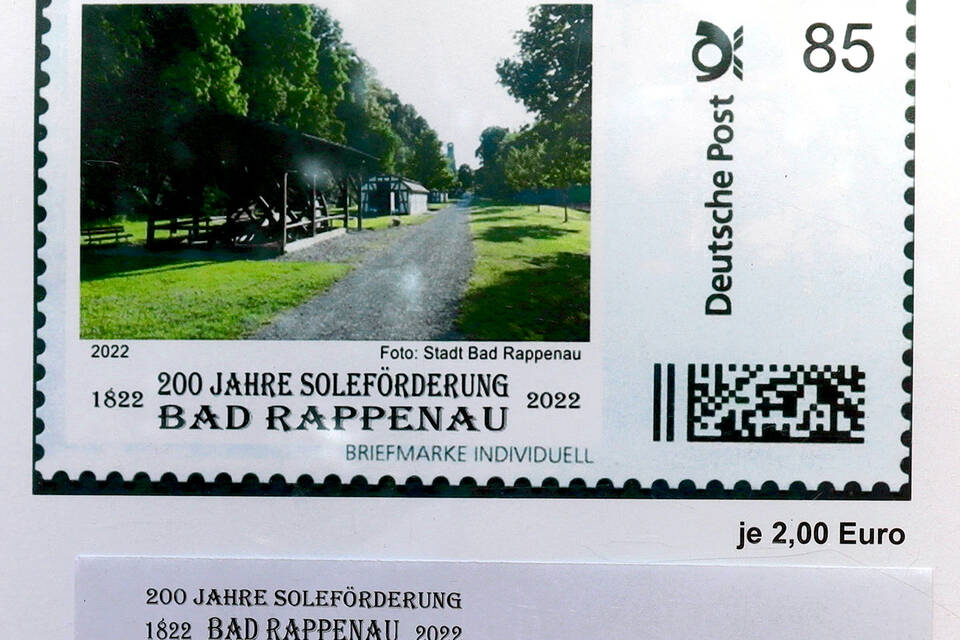 85
Deutsche Post
2022
Foto: Stadt Bad Rappenau
200 JAHRE SOLEFÖRDERUNG
1822 BAD RAPPENAU 2022
BRIEFMARKE INDIVIDUELL
je 2,00 Euro
200 JAHRE SOLEFÖRDERUNG
1822 BAD RAPPENAU 2022